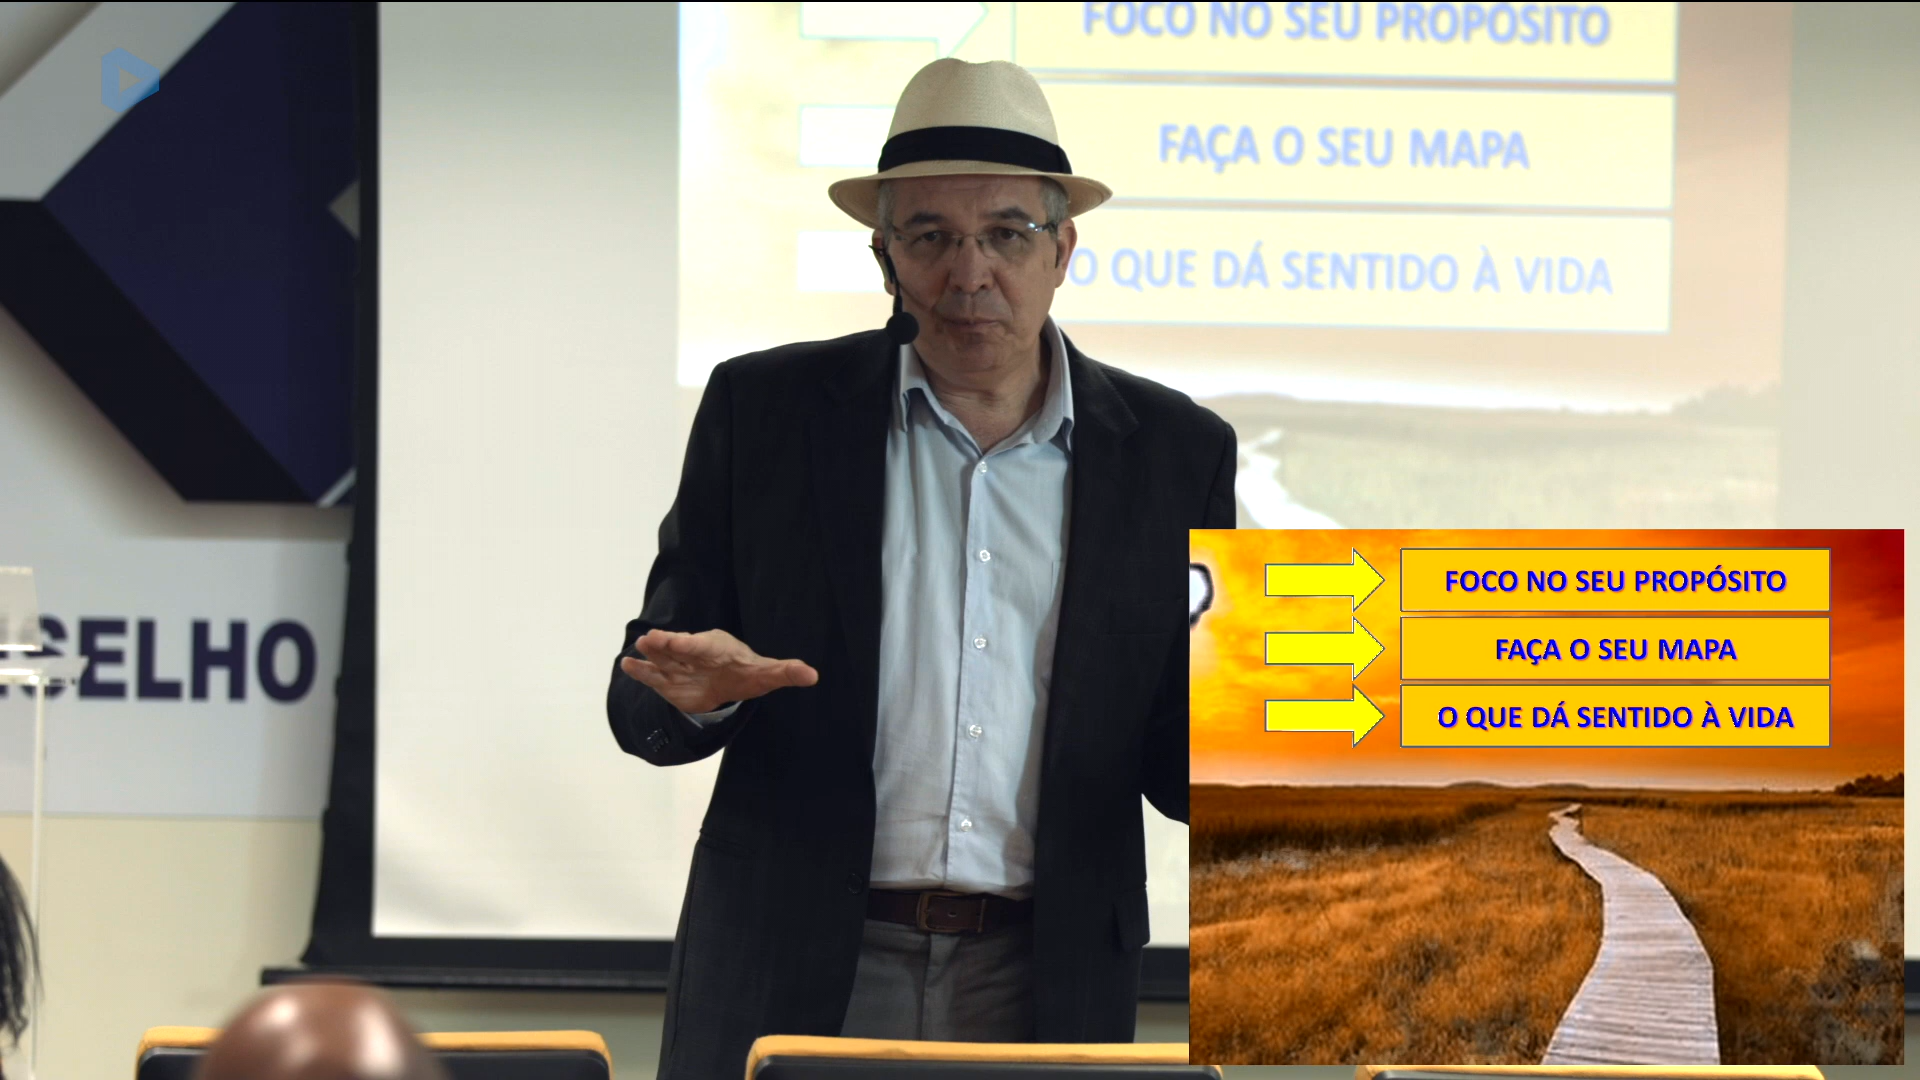 FOCO NO SEU PROPÓSITO
FAÇA O SEU MAPA
O QUE DÁ SENTIDO À VIDA
SELHO
FOCO NO SEU PROPÓSITO
FAÇA O SEU MAPA
O QUE DÁ SENTIDO À VIDA